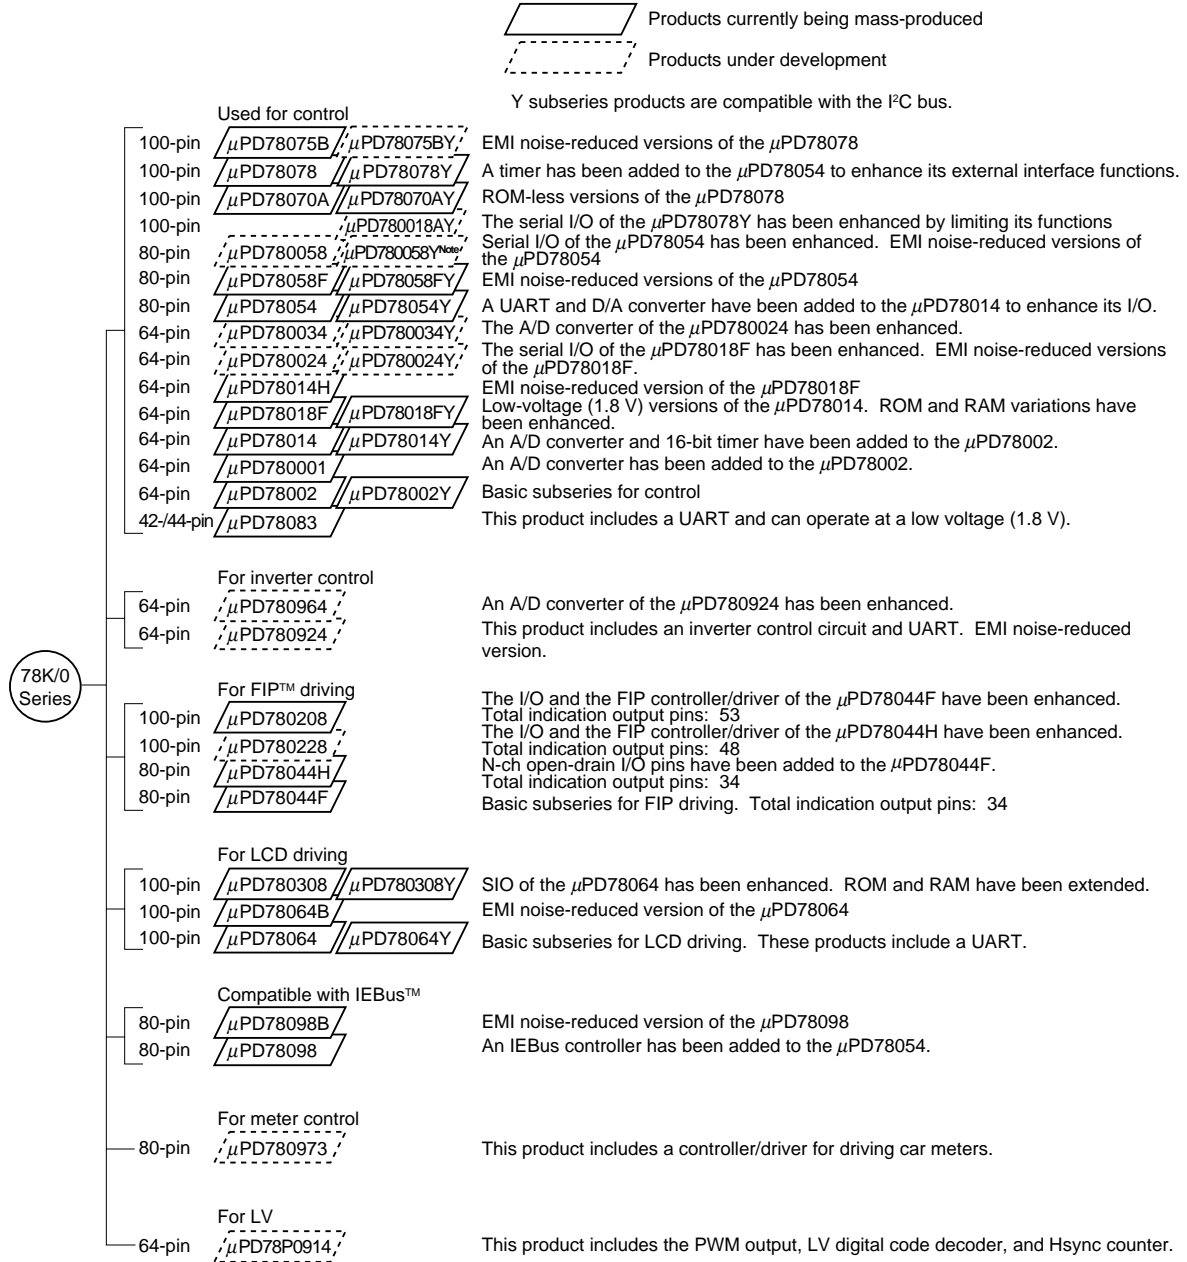 Products currently being mass-produced
Products under development
Y subseries products are compatible with the I²C bus.
Used for control
100-pin μPD78075B μPD78075BY EMI noise-reduced versions of the μPD78078
100-pin μPD78078 μPD78078Y A timer has been added to the μPD78054 to enhance its external interface functions.
100-pin μPD78070A μPD78070AY ROM-less versions of the μPD78078
100-pin μPD780018AY The serial I/O of the μPD78078Y has been enhanced by limiting its functions
80-pin μPD780058 μPD780058Y Note Serial I/O of the μPD78054 has been enhanced. EMI noise-reduced versions of
the μPD78054
80-pin μPD78058F μPD78058FY EMI noise-reduced versions of the μPD78054
80-pin μPD78054 μPD78054Y A UART and D/A converter have been added to the μPD78014 to enhance its I/O.
64-pin μPD780034 μPD780034Y The A/D converter of the μPD780024 has been enhanced.
64-pin μPD780024 μPD780024Y The serial I/O of the μPD78018F has been enhanced. EMI noise-reduced versions
of the μPD78018F.
64-pin μPD78014H EMI noise-reduced version of the μPD78018F
64-pin μPD78018F μPD78018FY Low-voltage (1.8 V) versions of the μPD78014. ROM and RAM variations have
been enhanced.
64-pin μPD78014 μPD78014Y An A/D converter and 16-bit timer have been added to the μPD78002.
64-pin μPD780001 An A/D converter has been added to the μPD78002.
64-pin μPD78002 μPD78002Y Basic subseries for control
42-/44-pin μPD78083 This product includes a UART and can operate at a low voltage (1.8 V).
For inverter control
64-pin μPD780964 An A/D converter of the μPD780924 has been enhanced.
64-pin μPD780924 This product includes an inverter control circuit and UART. EMI noise-reduced
version.
78K/0
Series
For FIP™ driving
100-pin μPD780208 The I/O and the FIP controller/driver of the μPD78044F have been enhanced.
Total indication output pins: 53
100-pin μPD780228 The I/O and the FIP controller/driver of the μPD78044H have been enhanced.
Total indication output pins: 48
80-pin μPD78044H N-ch open-drain I/O pins have been added to the μPD78044F.
Total indication output pins: 34
80-pin μPD78044F Basic subseries for FIP driving. Total indication output pins: 34
For LCD driving
100-pin μPD780308 μPD780308Y SIO of the μPD78064 has been enhanced. ROM and RAM have been extended.
100-pin μPD78064B EMI noise-reduced version of the μPD78064
100-pin μPD78064 μPD78064Y Basic subseries for LCD driving. These products include a UART.
Compatible with IEBus™
80-pin μPD78098B EMI noise-reduced version of the μPD78098
80-pin μPD78098 An IEBus controller has been added to the μPD78054.
For meter control
80-pin μPD780973 This product includes a controller/driver for driving car meters.
For LV
64-pin μPD78P0914 This product includes the PWM output, LV digital code decoder, and Hsync counter.